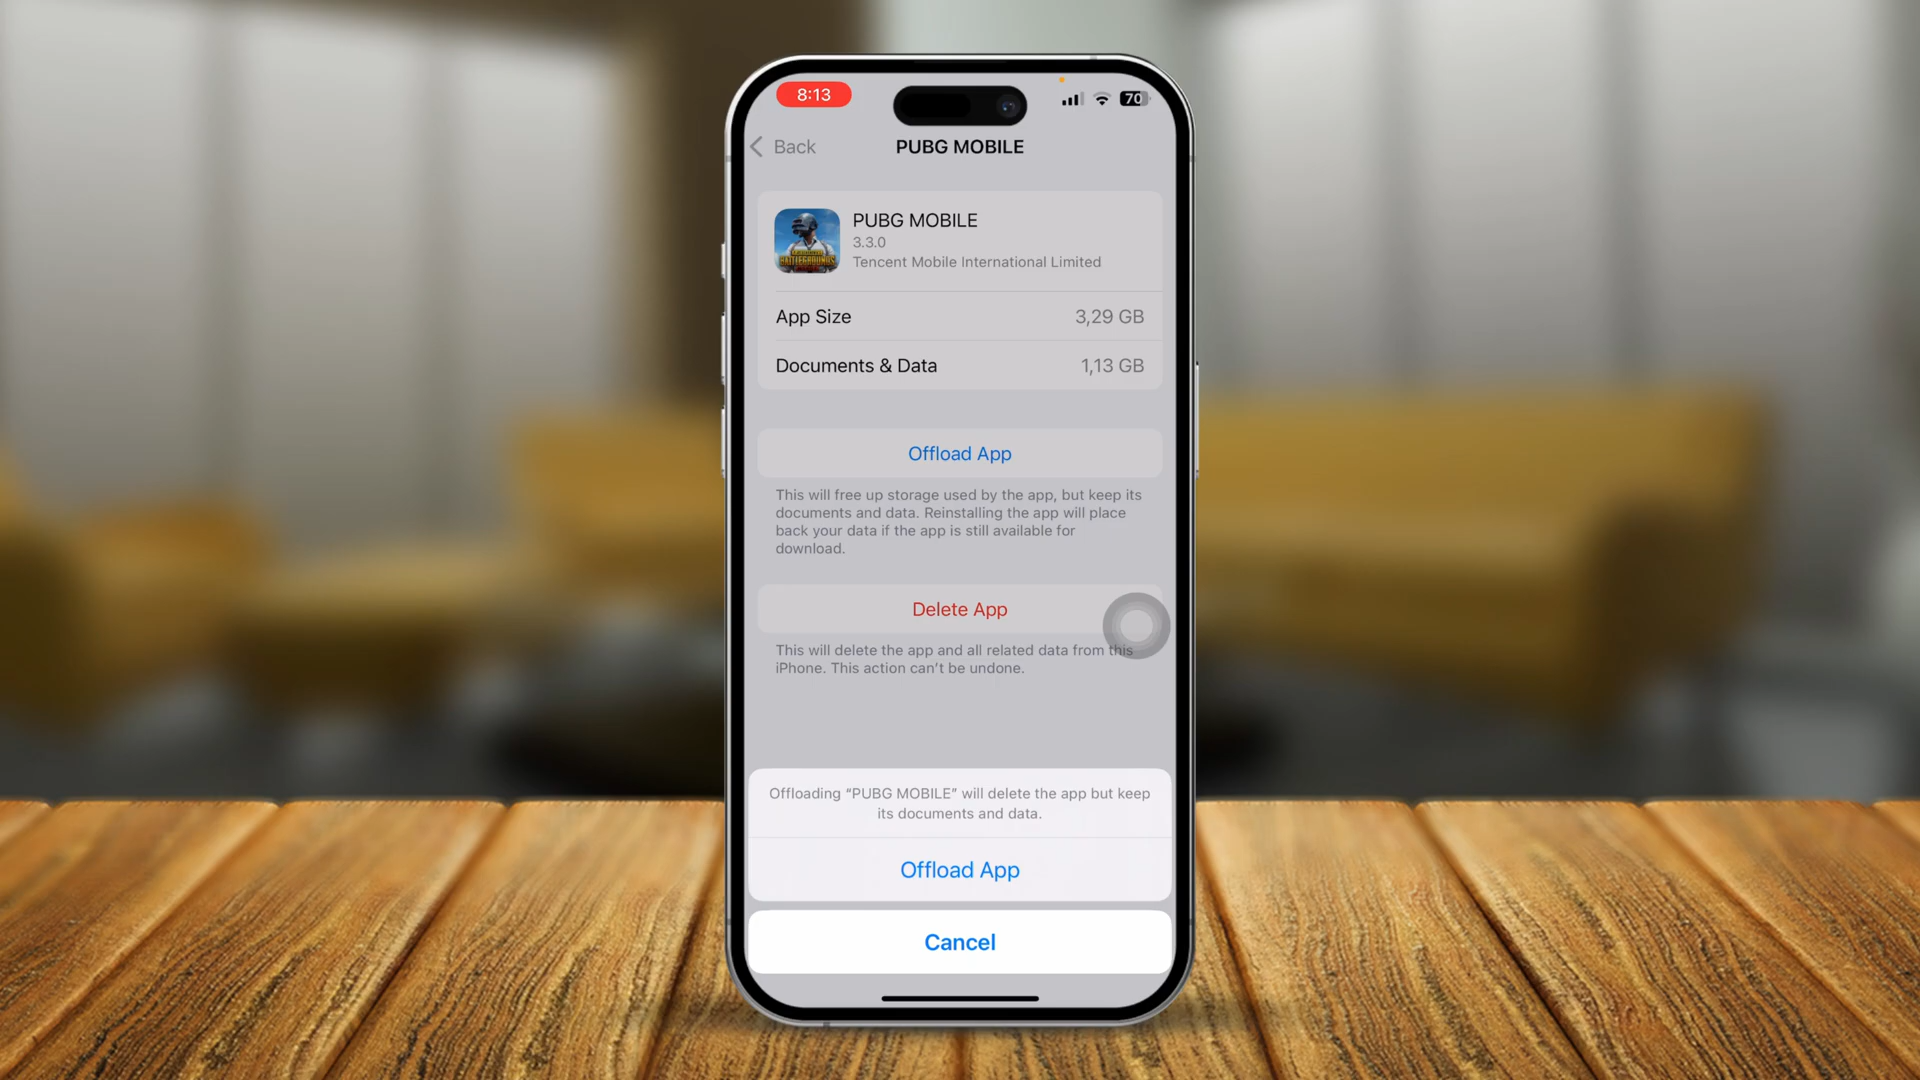 8:13
70
Back
PUBG MOBILE
PUBG MOBILE
3.3.0
Tencent Mobile International Limited
App Size 3,29 GB
Documents & Data 1,13 GB
Offload App
This will free up storage used by the app, but keep its
documents and data. Reinstalling the app will place
back your data if the app is still available for
download.
Delete App
This will delete the app and all related data from this
iPhone. This action can't be undone.
Offloading “PUBG MOBILE” will delete the app but keep
its documents and data.
Offload App
Cancel